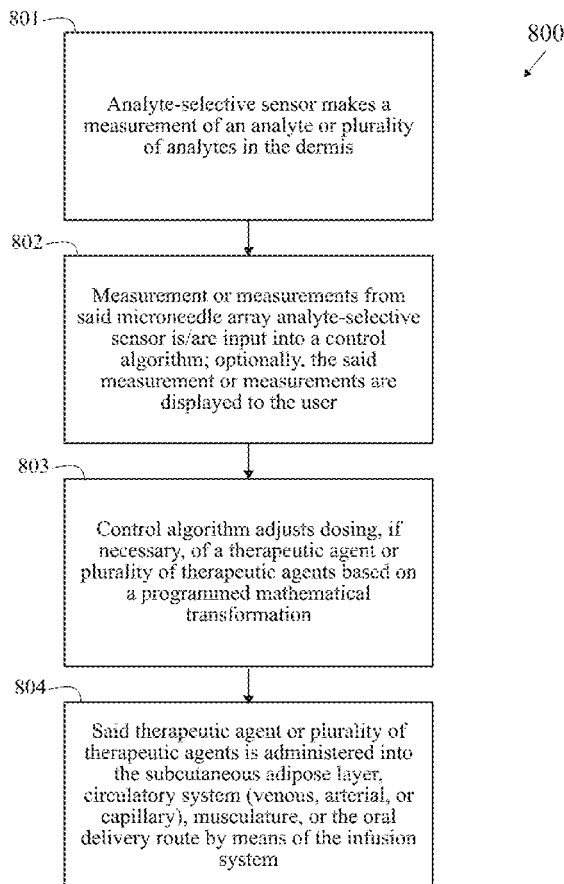 800
801
Analyte-selective sensor makes a
measurement of an analyte or plurality
of analytes in the dermis
802
Measurement or measurements from
said microneedle array analyte-selective
sensor is/are input into a control
algorithm; optionally, the said
measurement or measurements are
displayed to the user
803
Control algorithm adjusts dosing, if
necessary, of a therapeutic agent or
plurality of therapeutic agents based on
a programmed mathematical
transformation
804
Said therapeutic agent or plurality of
therapeutic agents is administered into
the subcutaneous adipose layer,
circulatory system (venous, arterial, or
capillary), musculature, or the oral
delivery route by means of the infusion
system